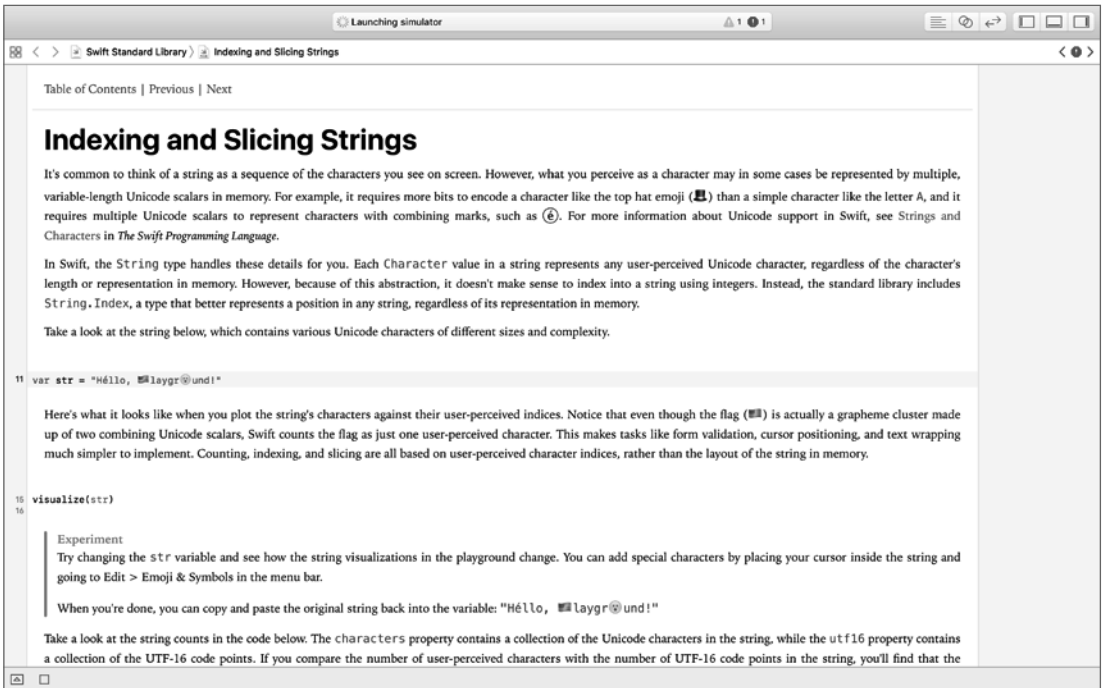 Launching simulator 1 1
Swift Standard Library Indexing and Slicing Strings
Table of Contents | Previous | Next
Indexing and Slicing Strings
It's common to think of a string as a sequence of the characters you see on screen. However, what you perceive as a character may in some cases be represented by multiple,
variable-length Unicode scalars in memory. For example, it requires more bits to encode a character like the top hat emoji (🎩) than a simple character like the letter A, and it
requires multiple Unicode scalars to represent characters with combining marks, such as é⃝. For more information about Unicode support in Swift, see Strings and
Characters in The Swift Programming Language.
In Swift, the String type handles these details for you. Each Character value in a string represents any user-perceived Unicode character, regardless of the character's
length or representation in memory. However, because of this abstraction, it doesn't make sense to index into a string using integers. Instead, the standard library includes
String.Index, a type that better represents a position in any string, regardless of its representation in memory.
Take a look at the string below, which contains various Unicode characters of different sizes and complexity.
11 var str = "Héllo, laygrund!"
Here's what it looks like when you plot the string's characters against their user-perceived indices. Notice that even though the flag () is actually a grapheme cluster made
up of two combining Unicode scalars, Swift counts the flag as just one user-perceived character. This makes tasks like form validation, cursor positioning, and text wrapping
much simpler to implement. Counting, indexing, and slicing are all based on user-perceived character indices, rather than the layout of the string in memory.
15 visualize(str)
16
Experiment
Try changing the str variable and see how the string visualizations in the playground change. You can add special characters by placing your cursor inside the string and
going to Edit > Emoji & Symbols in the menu bar.
When you're done, you can copy and paste the original string back into the variable: "Héllo, laygrund!"
Take a look at the string counts in the code below. The characters property contains a collection of the Unicode characters in the string, while the utf16 property contains
a collection of the UTF-16 code points. If you compare the number of user-perceived characters with the number of UTF-16 code points in the string, you'll find that the